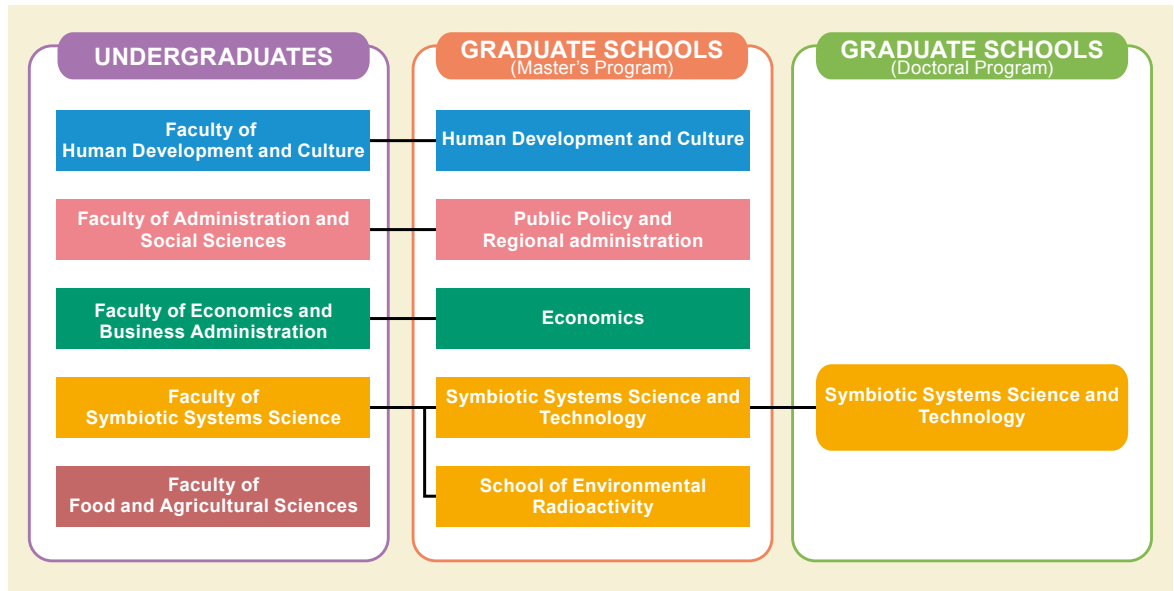 UNDERGRADUATES
Faculty of
Human Development and Culture
Faculty of Administration and
Social Sciences
Faculty of Economics and
Business Administration
Faculty of
Symbiotic Systems Science
Faculty of
Food and Agricultural Sciences
GRADUATE SCHOOLS
(Master's Program)
Human Development and Culture
Public Policy and
Regional administration
Economics
Symbiotic Systems Science and
Technology
School of Environmental
Radioactivity
GRADUATE SCHOOLS
(Doctoral Program)
Symbiotic Systems Science and
Technology